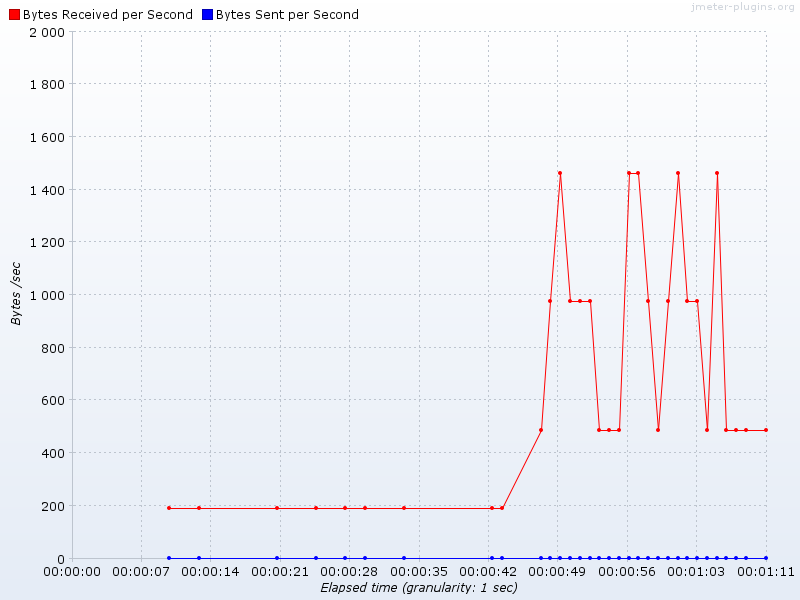 jmeter-plugins.org
Bytes Received per Second Bytes Sent per Second
2 000
1 800
1 600
1 400
1 200
1 000
800
600
400
200
0
Bytes /sec
00:00:00 00:00:07 00:00:14 00:00:21 00:00:28 00:00:35 00:00:42 00:00:49 00:00:56 00:01:03 00:01:11
Elapsed time (granularity: 1 sec)